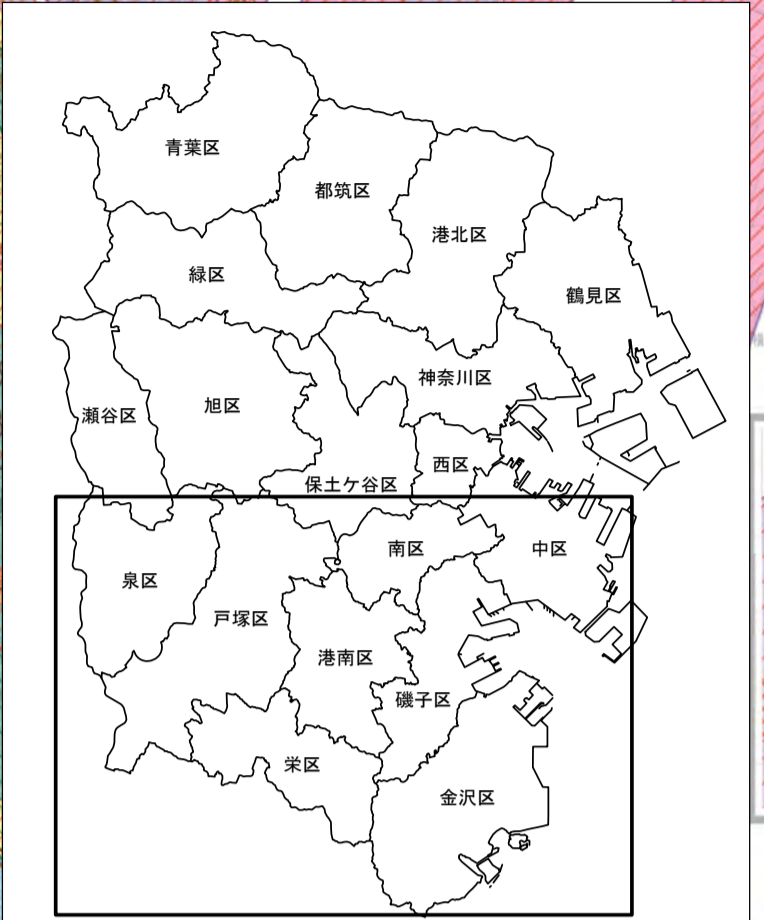 青葉区
都筑区
港北区
緑区
鶴見区
神奈川区
瀬谷区
旭区
西区
保土ケ谷区
南区
中区
泉区
戸塚区
港南区
磯子区
栄区
金沢区